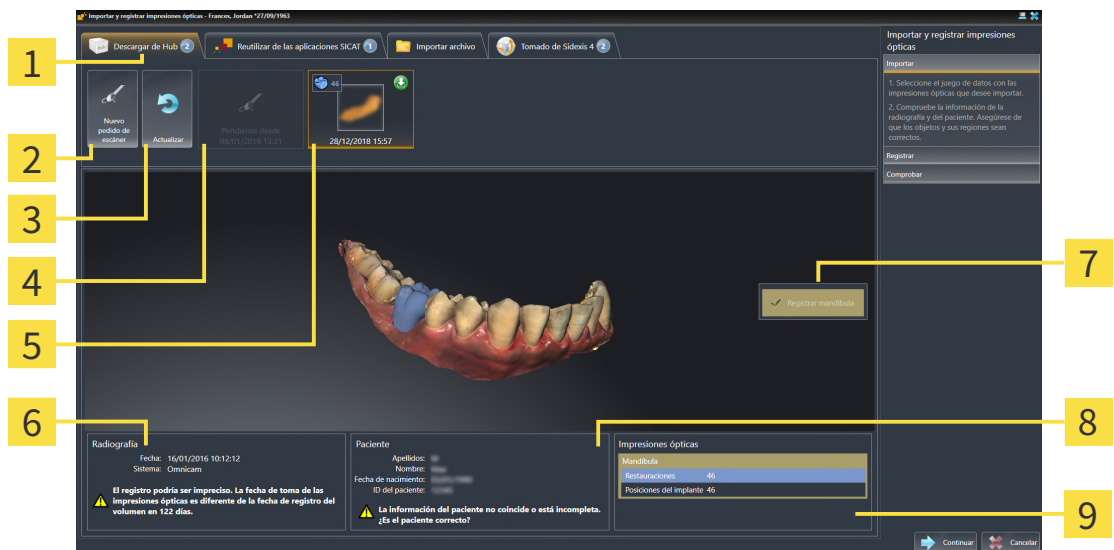 Importar y registrar impresiones ópticas - Frances, Jordan *27/09/1963
Descargar de Hub 2
Reutilizar de las aplicaciones SICAT 1
Importar archivo
Tomado de Sidexis 4 2
Nuevo
pedido de
escáner
Actualizar
Pendiente desde
08/01/2019 13:21
46
28/12/2018 15:57
Importar y registrar impresiones
ópticas
Importar
1. Seleccione el juego de datos con las
impresiones ópticas que desee importar.
2. Compruebe la información de la
radiografía y del paciente. Asegúrese de
que los objetos y sus regiones sean
correctos.
Registrar
Comprobar
Registrar mandíbula
Radiografía
Fecha: 16/01/2016 10:12:12
Sistema: Omnicam
El registro podría ser impreciso. La fecha de toma de las
impresiones ópticas es diferente de la fecha de registro del
volumen en 122 días.
Paciente
Apellidos:
Nombre:
Fecha de nacimiento:
ID del paciente:
La información del paciente no coincide o está incompleta.
¿Es el paciente correcto?
Impresiones ópticas
Mandíbula
Restauraciones 46
Posiciones del implante 46
Continuar
Cancelar
1
2
3
4
5
6
7
8
9